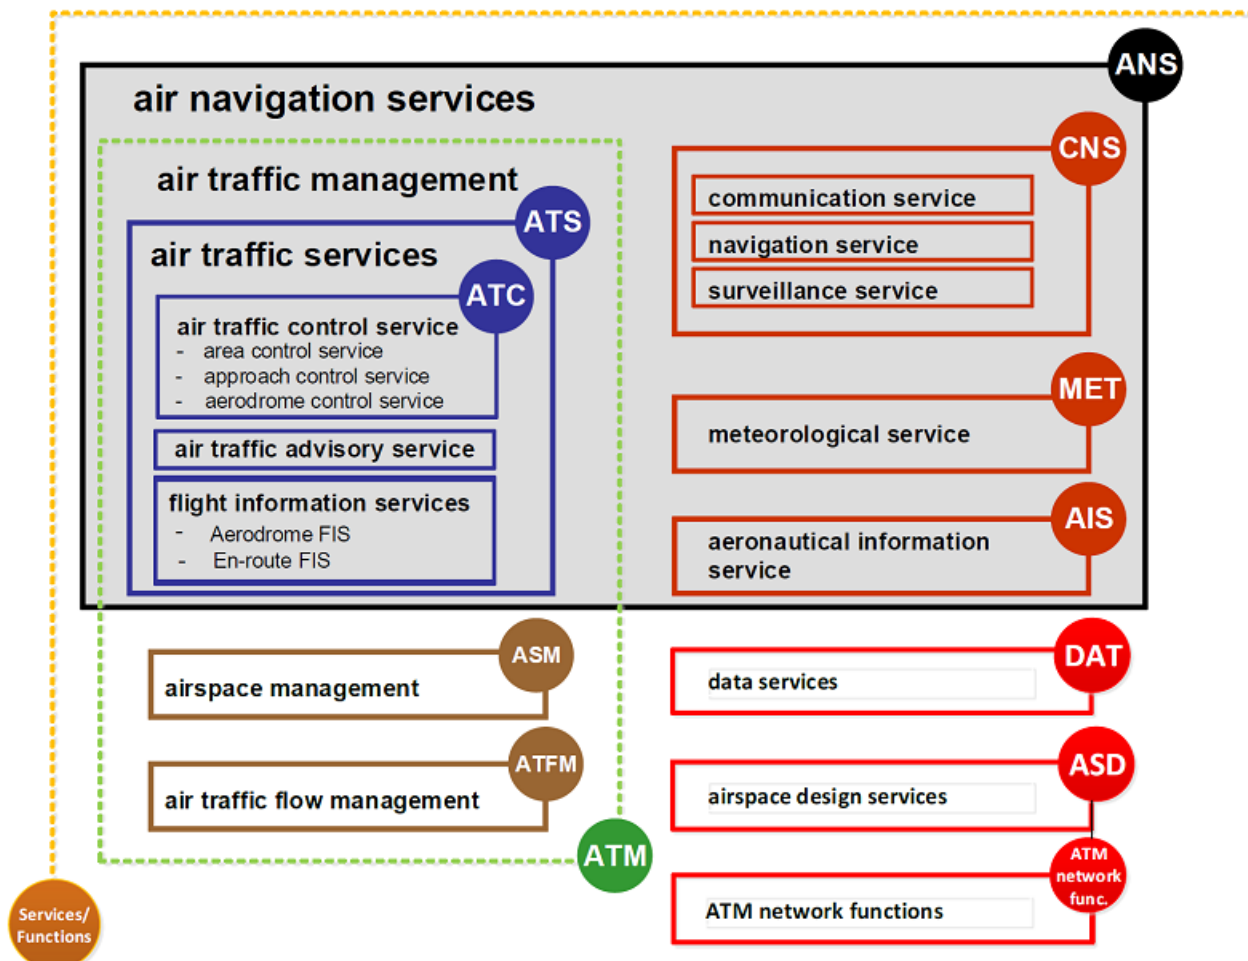 ANS
air navigation services
air traffic management
ATS
air traffic services
ATC
air traffic control service
- area control service
- approach control service
- aerodrome control service
air traffic advisory service
flight information services
- Aerodrome FIS
- En-route FIS
CNS
communication service
navigation service
surveillance service
MET
meteorological service
AIS
aeronautical information
service
ASM
airspace management
ATFM
air traffic flow management
ATM
DAT
data services
ASD
airspace design services
ATM
network
func.
ATM network functions
Services/
Functions